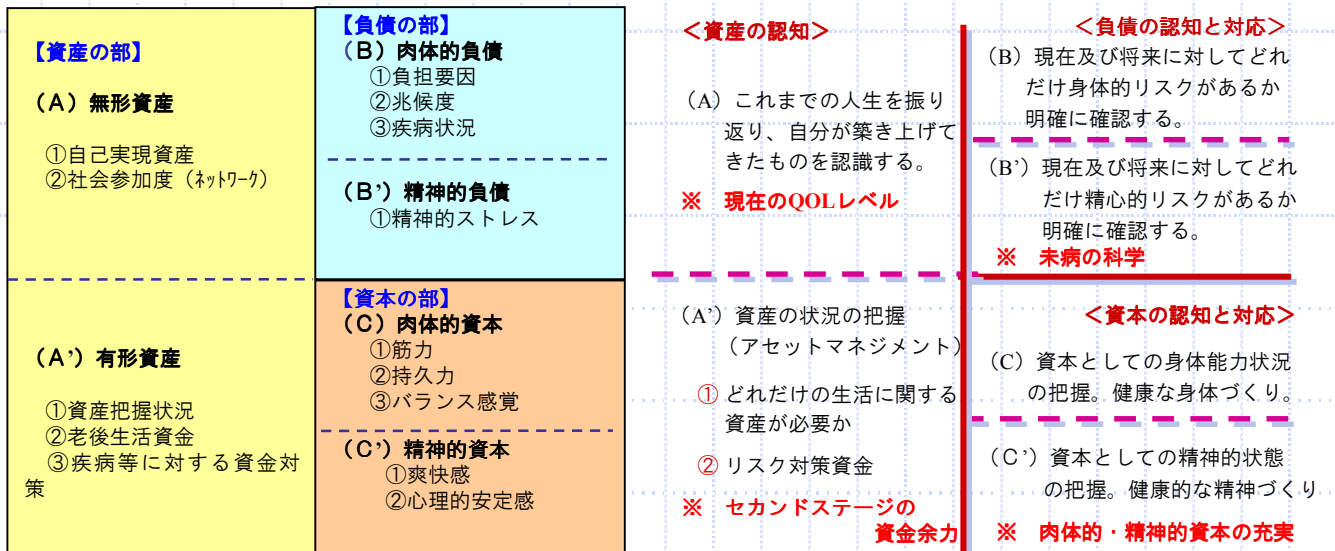 【資産の部】
(A) 無形資産
①自己実現資産
②社会参加度 (ﾈｯﾄﾜｰｸ)
(A’) 有形資産
①資産把握状況
②老後生活資金
③疾病等に対する資金対
策
【負債の部】
(B) 肉体的負債
①負担要因
②兆候度
③疾病状況
(B’) 精神的負債
①精神的ストレス
【資本の部】
(C) 肉体的資本
①筋力
②持久力
③バランス感覚
(C’) 精神的資本
①爽快感
②心理的安定感
<資産の認知>
(A) これまでの人生を振り
返り、自分が築き上げて
きたものを認識する。
※ 現在のQOLレベル
(A’) 資産の状況の把握
(アセットマネジメント)
① どれだけの生活に関する
資産が必要か
② リスク対策資金
※ セカンドステージの
資金余力
<負債の認知と対応>
(B) 現在及び将来に対してどれ
だけ身体的リスクがあるか
明確に確認する。
(B’) 現在及び将来に対してどれ
だけ精心的リスクがあるか
明確に確認する。
※ 未病の科学
<資本の認知と対応>
(C) 資本としての身体能力状況
の把握。健康な身体づくり。
(C’) 資本としての精神的状態
の把握。健康的な精神づくり
※ 肉体的・精神的資本の充実